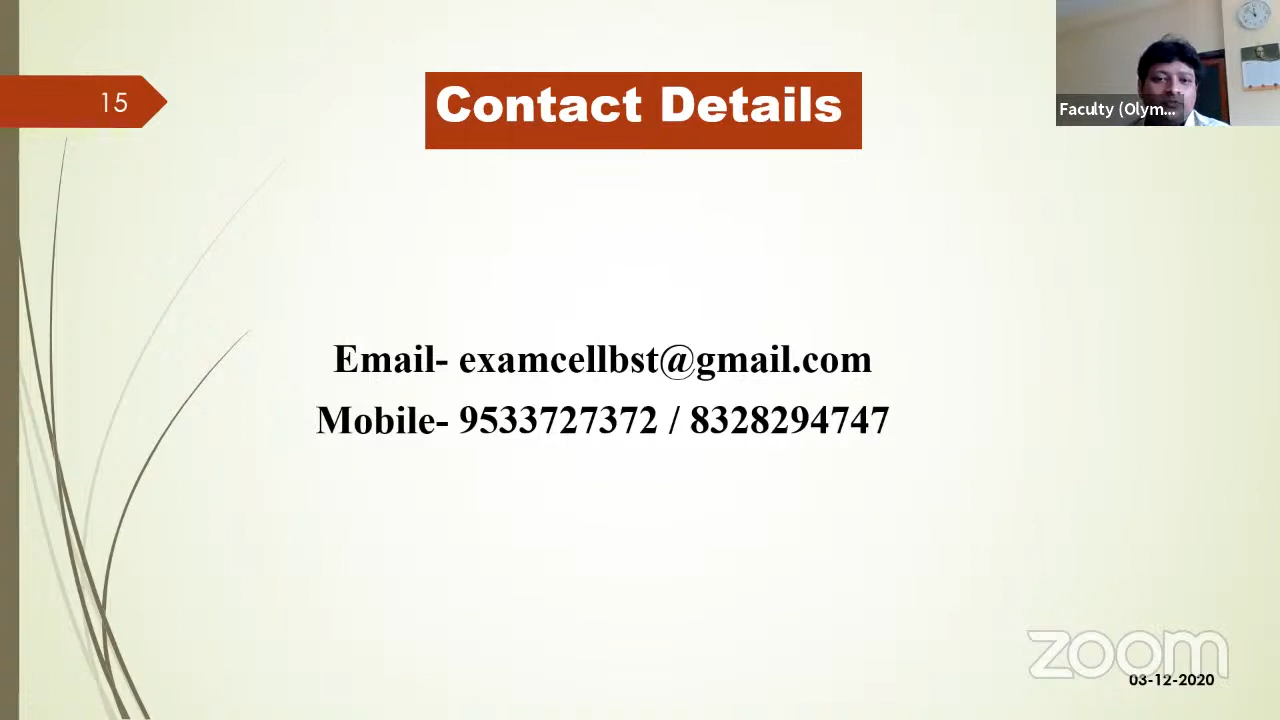 15
Contact Details
Faculty (Olym...
Email- examcellbst@gmail.com
Mobile- 9533727372 / 8328294747
zoom
03-12-2020